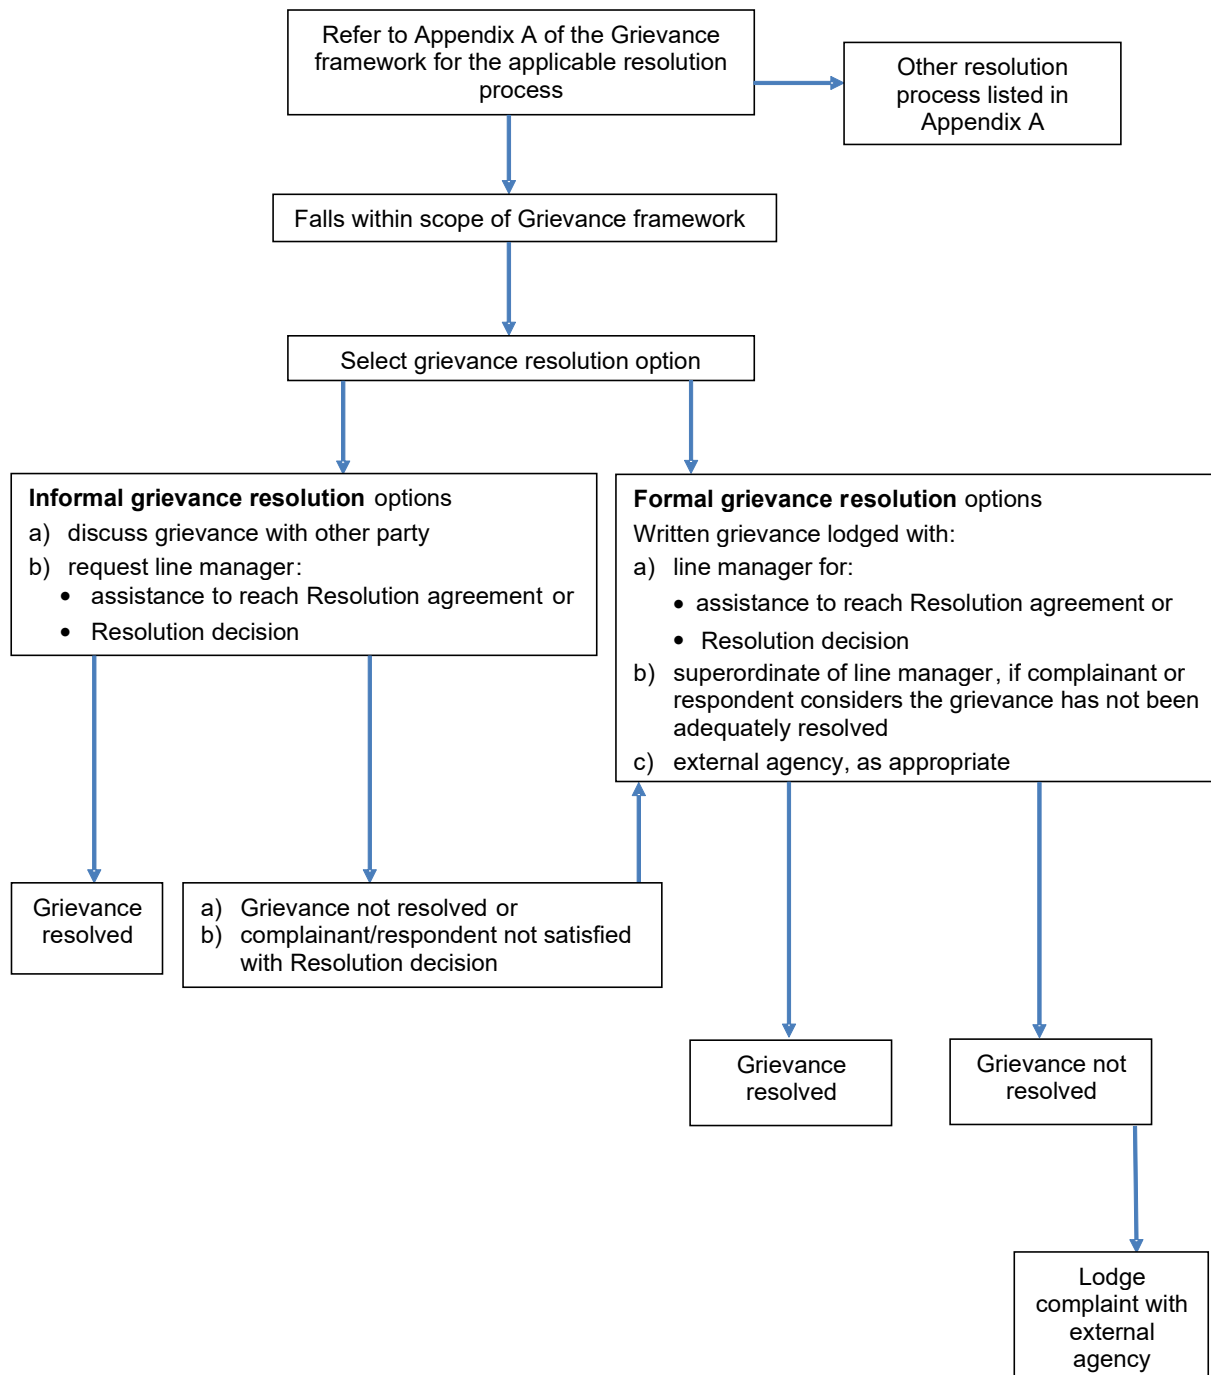 Refer to Appendix A of the Grievance
framework for the applicable resolution
process
Other resolution
process listed in
Appendix A
Falls within scope of Grievance framework
Select grievance resolution option
Informal grievance resolution options
a) discuss grievance with other party
b) request line manager:
• assistance to reach Resolution agreement or
• Resolution decision
Formal grievance resolution options
Written grievance lodged with:
a) line manager for:
• assistance to reach Resolution agreement or
• Resolution decision
b) superordinate of line manager, if complainant or
respondent considers the grievance has not been
adequately resolved
c) external agency, as appropriate
Grievance
resolved
a) Grievance not resolved or
b) complainant/respondent not satisfied
with Resolution decision
Grievance
resolved
Grievance not
resolved
Lodge
complaint with
external
agency